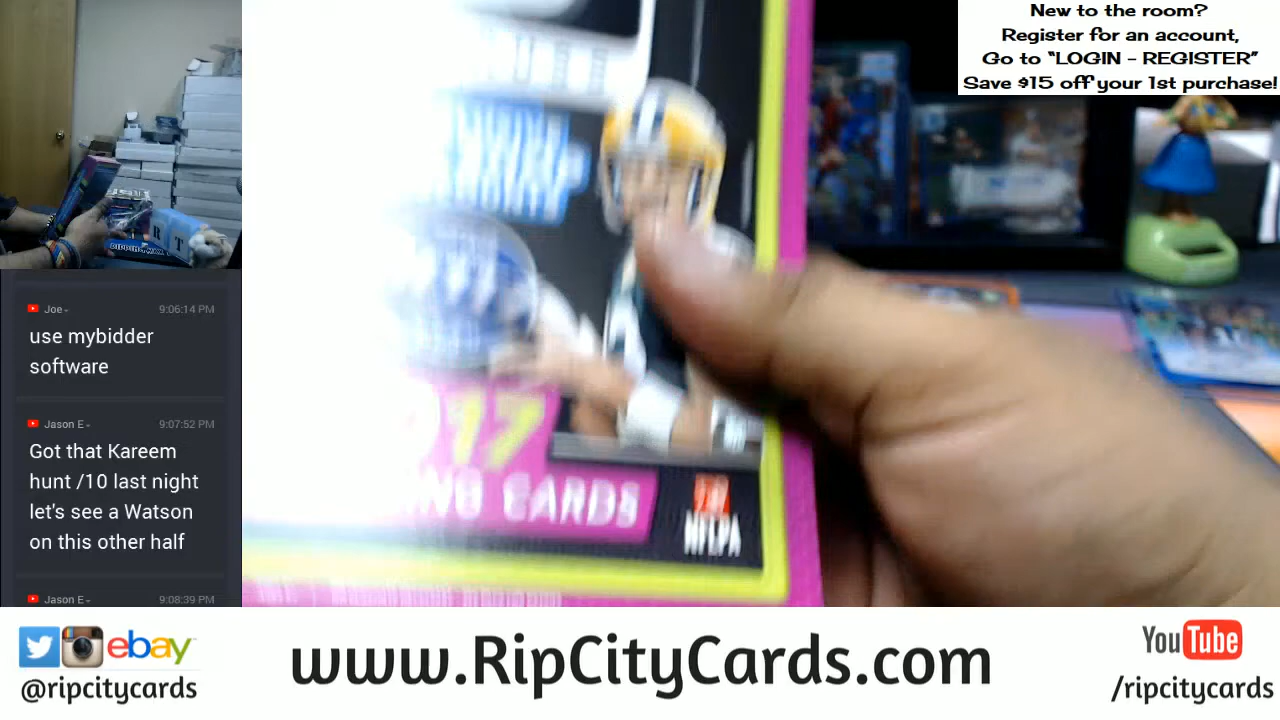 New to the room?
Register for an account,
Go to "LOGIN - REGISTER"
Save $15 off your 1st purchase!
Joe
9:06:14 PM
use mybidder
software
Jason E
9:07:52 PM
Got that Kareem
hunt /10 last night
let's see a Watson
on this other half
Jason E
9:08:39 PM
17
CARDS
NFLPA
ebay
@ripcitycards
www.RipCityCards.com
YouTube
/ripcitycards